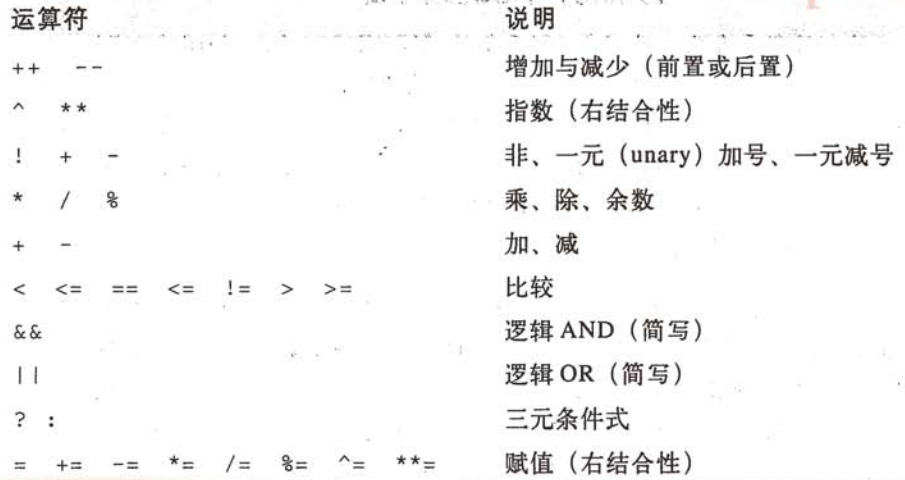 运算符 说明
++ -- 增加与减少（前置或后置）
^ ** 指数（右结合性）
! + - 非、一元（unary）加号、一元减号
* / % 乘、除、余数
+ - 加、减
< <= == <= != > >= 比较
&& 逻辑 AND（简写）
|| 逻辑 OR（简写）
? : 三元条件式
= += -= *= /= %= ^= **= 赋值（右结合性）